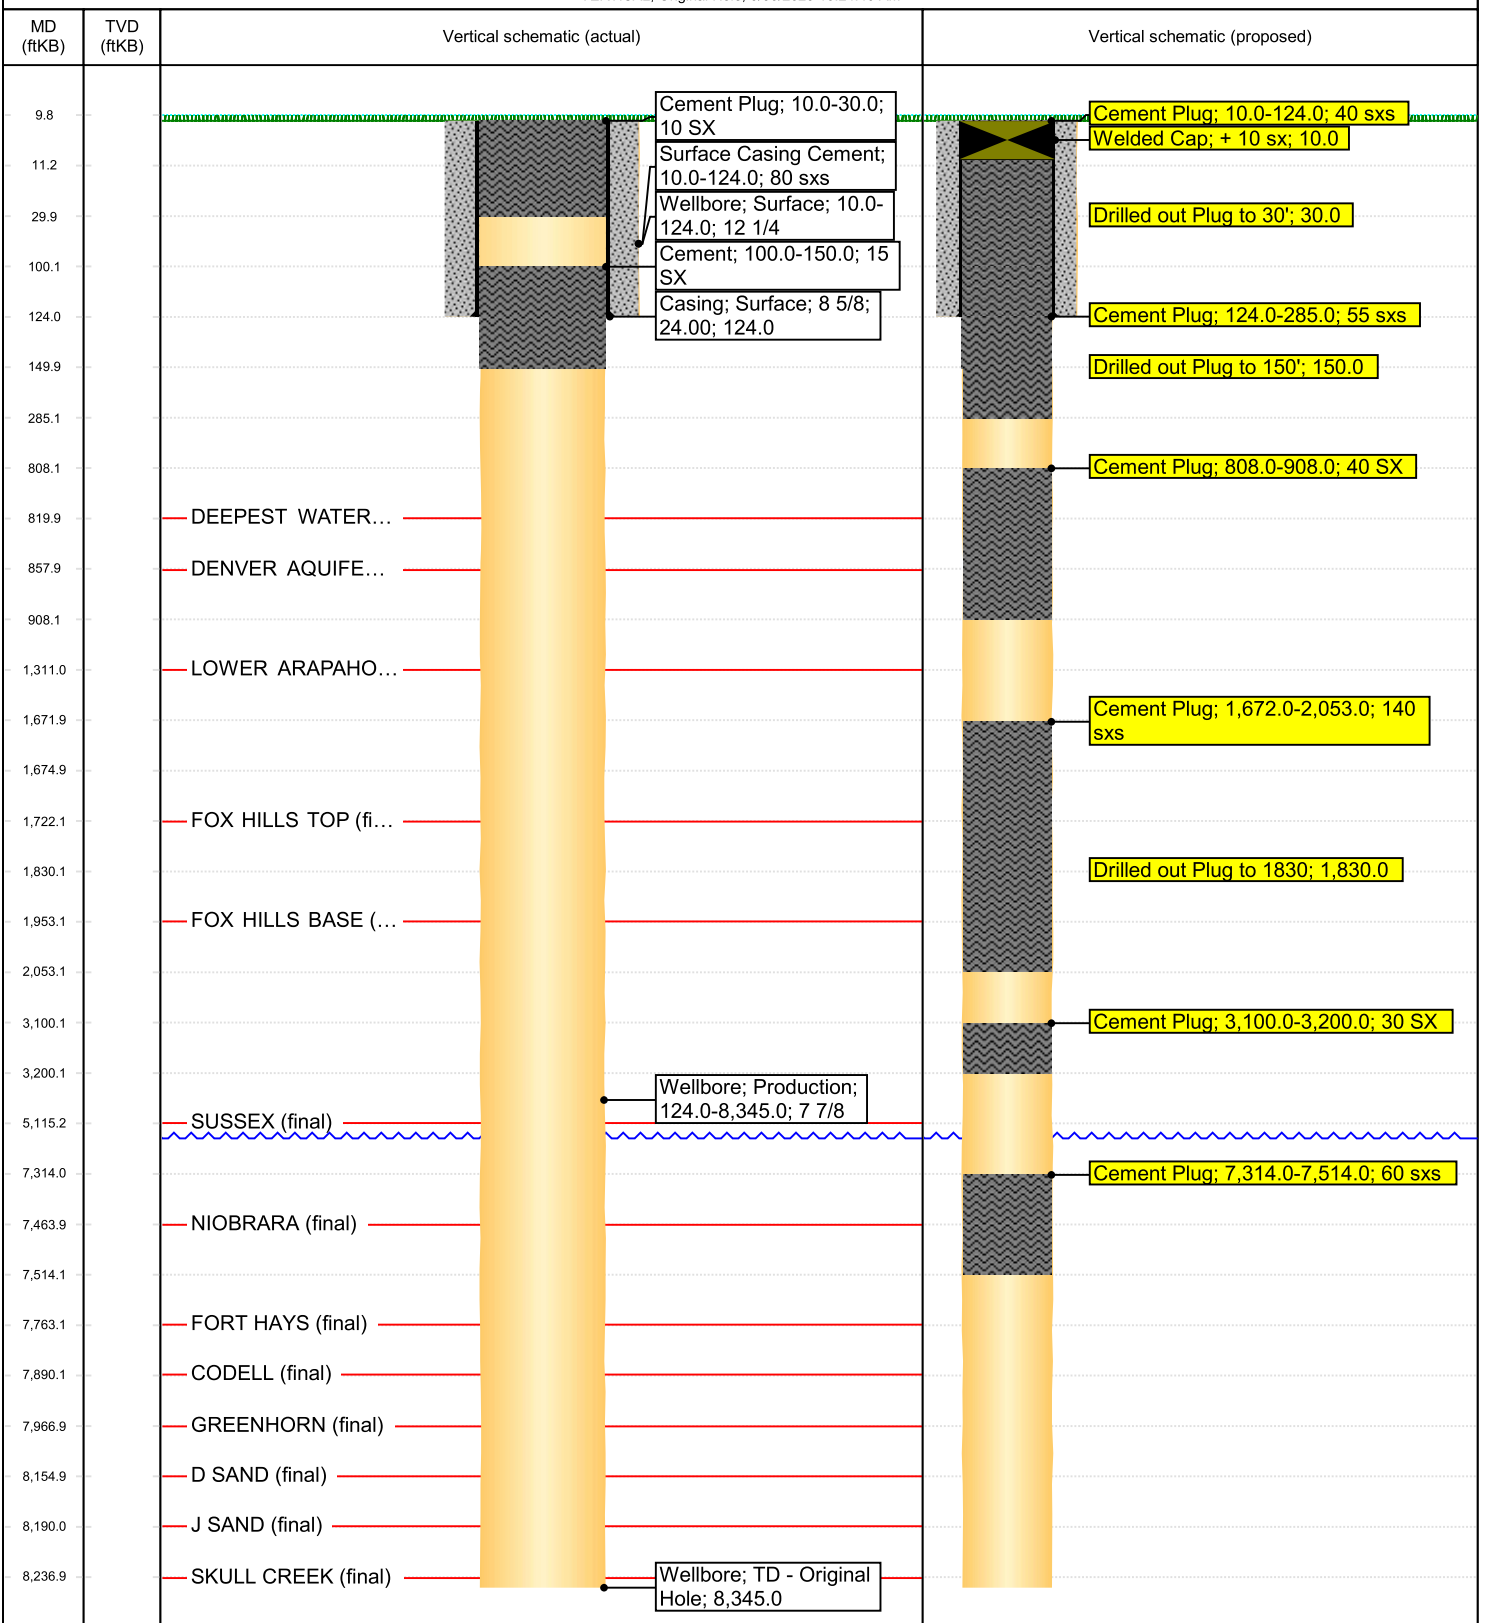 MD
(ftKB)
TVD
(ftKB)
Vertical schematic (actual)
Vertical schematic (proposed)
9.8
11.2
29.9
100.1
124.0
149.9
285.1
808.1
819.9
857.9
908.1
1,311.0
1,671.9
1,674.9
1,722.1
1,830.1
1,953.1
2,053.1
3,100.1
3,200.1
5,115.2
7,314.0
7,463.9
7,514.1
7,763.1
7,890.1
7,966.9
8,154.9
8,190.0
8,236.9
DEEPEST WATER…
DENVER AQUIFE…
LOWER ARAPAHO…
FOX HILLS TOP (fi…
FOX HILLS BASE (…
SUSSEX (final)
NIOBRARA (final)
FORT HAYS (final)
CODELL (final)
GREENHORN (final)
D SAND (final)
J SAND (final)
SKULL CREEK (final)
Cement Plug; 10.0-30.0;
10 SX
Surface Casing Cement;
10.0-124.0; 80 sxs
Wellbore; Surface; 10.0-
124.0; 12 1/4
Cement; 100.0-150.0; 15
SX
Casing; Surface; 8 5/8;
24.00; 124.0
Wellbore; Production;
124.0-8,345.0; 7 7/8
Wellbore; TD - Original
Hole; 8,345.0
Cement Plug; 10.0-124.0; 40 sxs
Welded Cap; + 10 sx; 10.0
Drilled out Plug to 30'; 30.0
Cement Plug; 124.0-285.0; 55 sxs
Drilled out Plug to 150'; 150.0
Cement Plug; 808.0-908.0; 40 SX
Cement Plug; 1,672.0-2,053.0; 140
sxs
Drilled out Plug to 1830; 1,830.0
Cement Plug; 3,100.0-3,200.0; 30 SX
Cement Plug; 7,314.0-7,514.0; 60 sxs